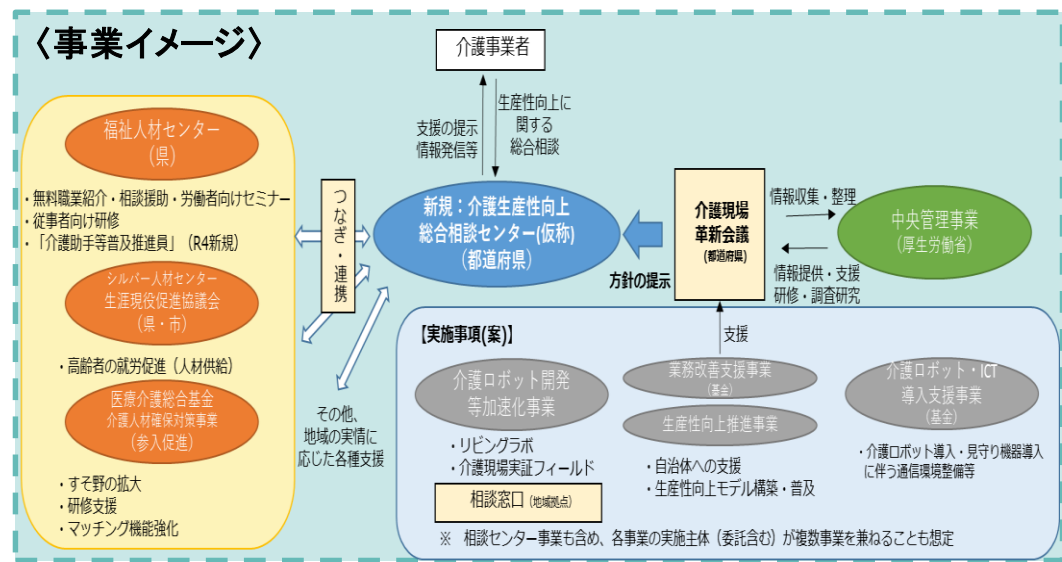 〈事業イメージ〉
介護事業者
支援の提示
情報発信等
生産性向上に
関する
総合相談
福祉人材センター
(県)
・無料職業紹介・相談援助・労働者向けセミナー
・従事者向け研修
・「介護助手等普及推進員」（R4新規）
シルバー人材センター
生涯現役促進協議会
(県・市)
・高齢者の就労促進（人材供給）
医療介護総合基金
介護人材確保対策事業
(参入促進)
・すそ野の拡大
・研修支援
・マッチング機能強化
つなぎ・連携
その他、
地域の実情に
応じた各種支援
新規：介護生産性向上
総合相談センター(仮称)
(都道府県)
方針の提示
介護現場
革新会議
(都道府県)
情報収集・整理
情報提供・支援
研修・調査研究
中央管理事業
(厚生労働省)
支援
【実施事項(案)】
介護ロボット開発
等加速化事業
・リビングラボ
・介護現場実証フィールド
相談窓口（地域拠点）
業務改善支援事業
(基金)
生産性向上推進事業
・自治体への支援
・生産性向上モデル構築・普及
介護ロボット・ICT
導入支援事業
(基金)
・介護ロボット導入・見守り機器導入
に伴う通信環境整備等
※　相談センター事業も含め、各事業の実施主体（委託含む）が複数事業を兼ねることも想定